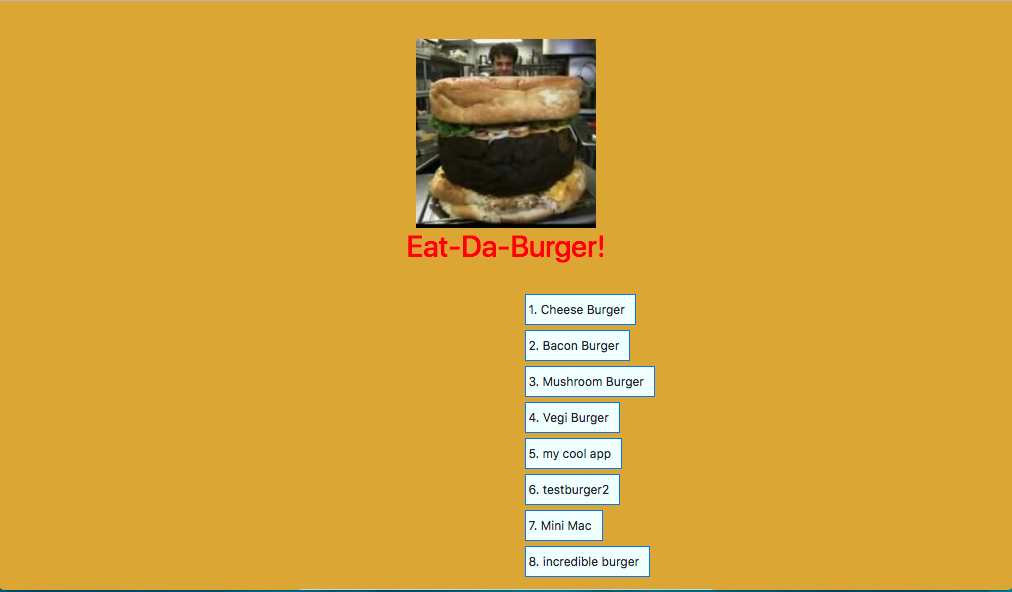 Eat-Da-Burger!
1. Cheese Burger
2. Bacon Burger
3. Mushroom Burger
4. Vegi Burger
5. my cool app
6. testburger2
7. Mini Mac
8. incredible burger